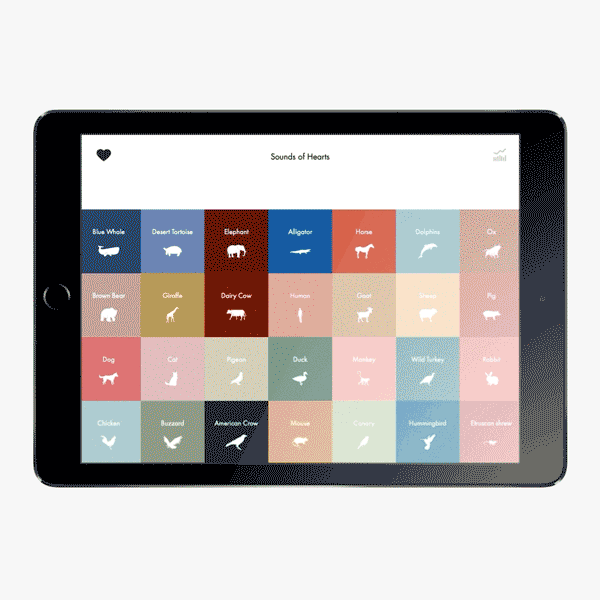 Sounds of Hearts
Blue Whale Desert Tortoise Elephant Alligator Horse Dolphins Ox
Brown Bear Giraffe Dairy Cow Human Goat Sheep Pig
Dog Cat Pigeon Duck Monkey Wild Turkey Rabbit
Chicken Buzzard American Crow Mouse Canary Hummingbird Etruscan shrew